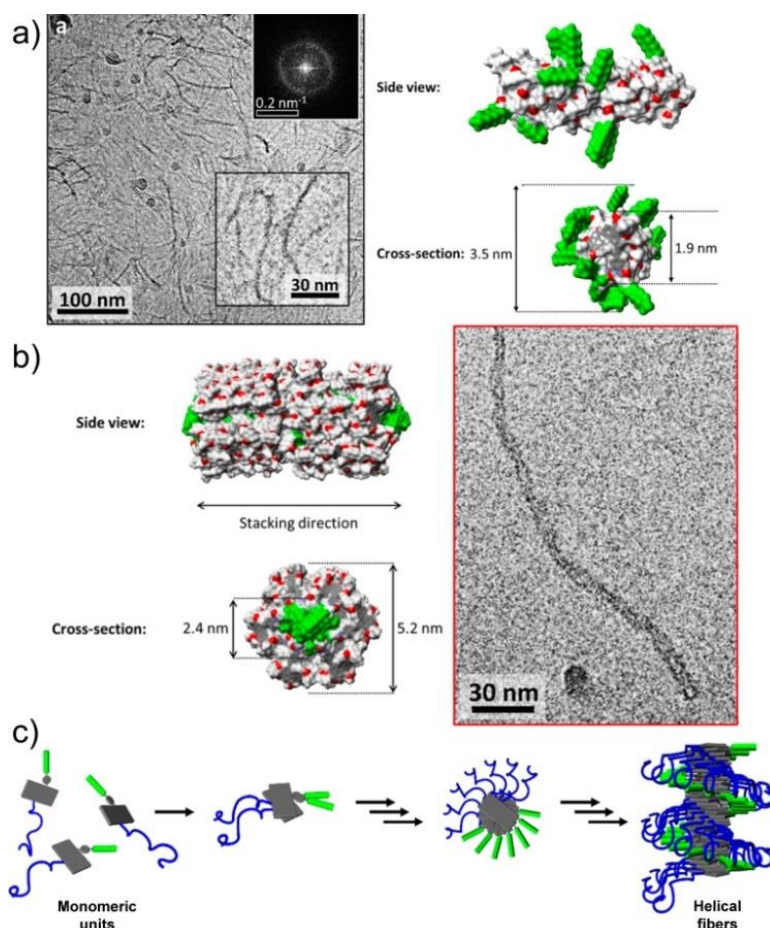 a)
a
0.2 nm-1
100 nm
30 nm
Side view:
Cross-section:
3.5 nm
1.9 nm
b)
Side view:
Stacking direction
Cross-section:
2.4 nm
5.2 nm
30 nm
c)
Monomeric
units
Helical
fibers